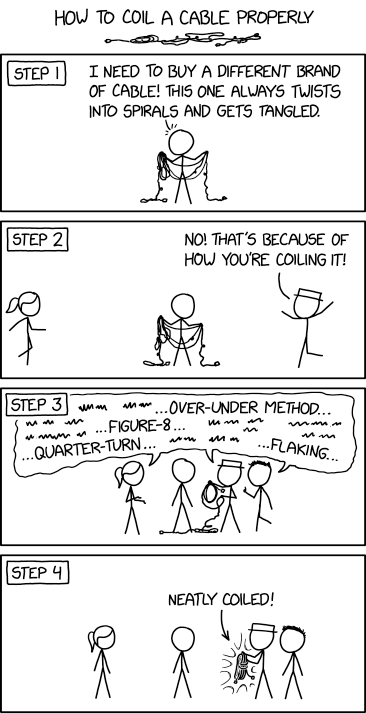 HOW TO COIL A CABLE PROPERLY
STEP 1
I NEED TO BUY A DIFFERENT BRAND
OF CABLE! THIS ONE ALWAYS TWISTS
INTO SPIRALS AND GETS TANGLED.
STEP 2
NO! THAT'S BECAUSE OF
HOW YOU'RE COILING IT!
STEP 3
...OVER-UNDER METHOD...
...FIGURE-8...
...QUARTER-TURN...
...FLAKING...
STEP 4
NEATLY COILED!